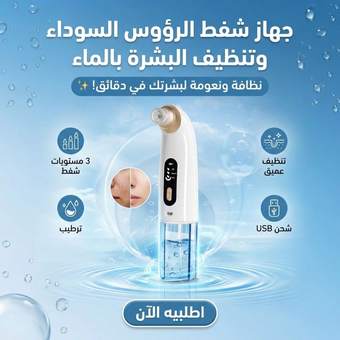 جهاز شفط الرؤوس السوداء
وتنظيف البشرة بالماء
نظافة ونعومة لبشرتك في دقائق! ✨
3 مستويات
شفط
تنظيف
عميق
ترطيب
شحن USB
اطلبيه الآن